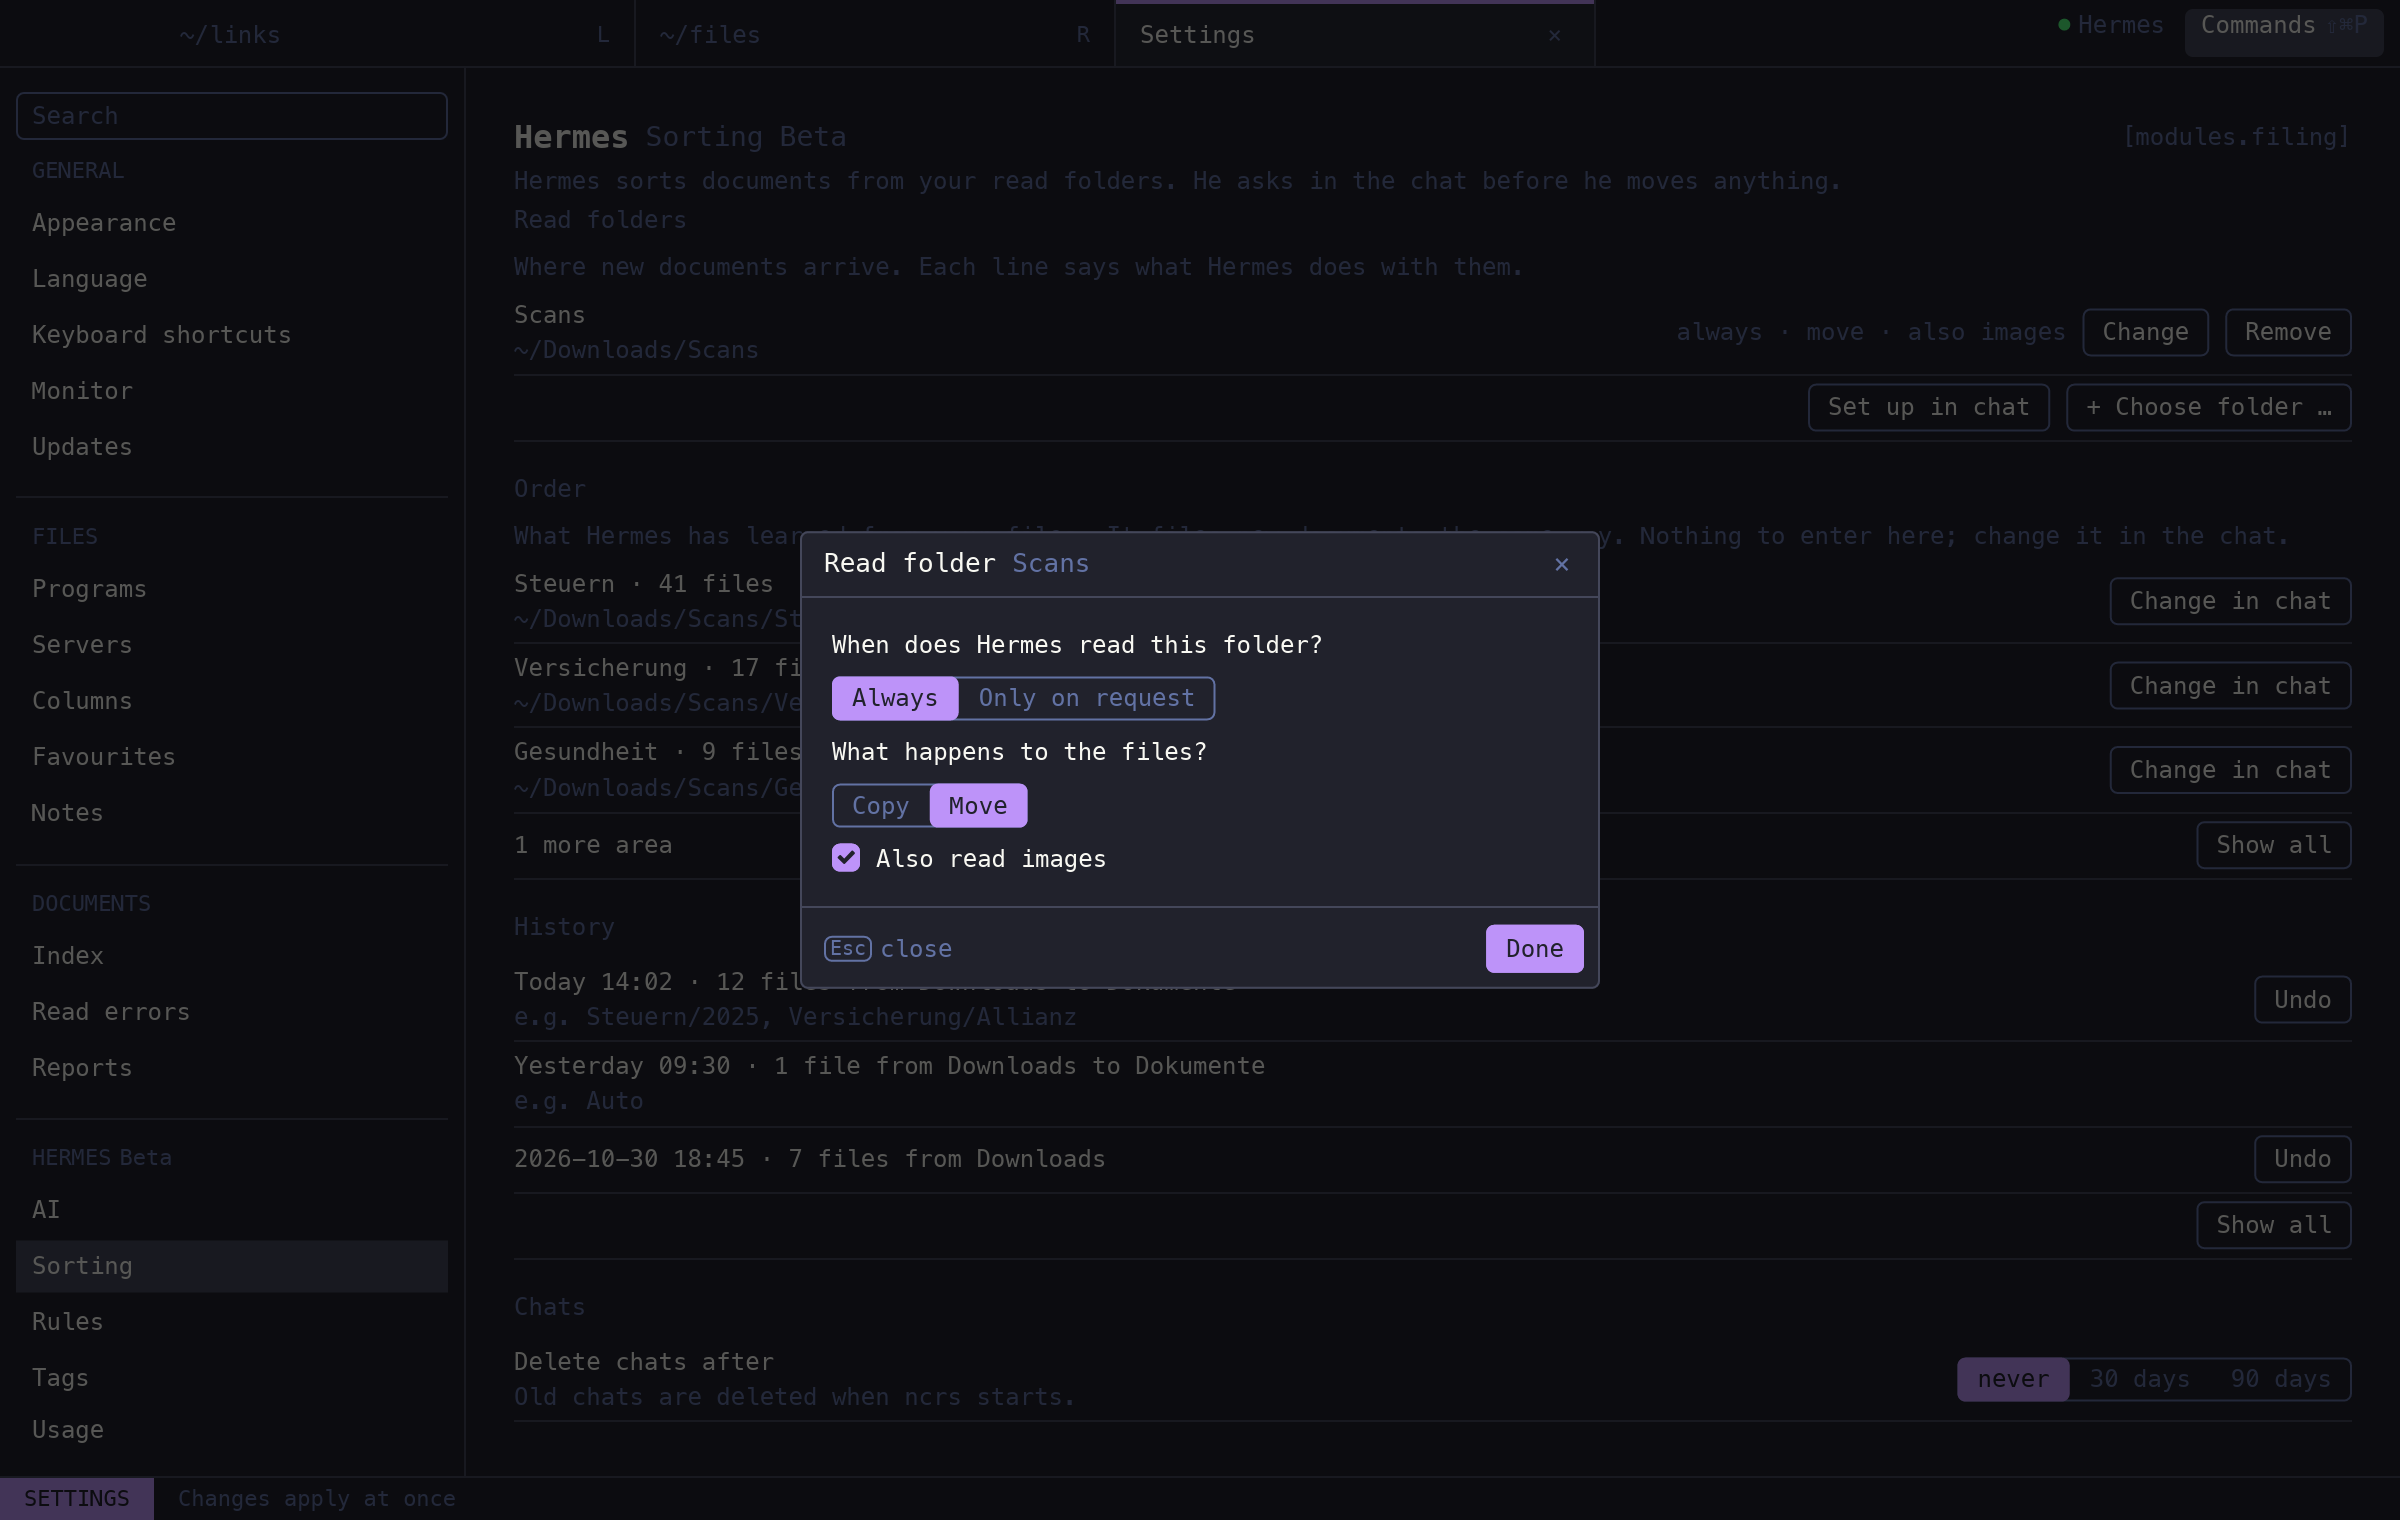 ~/links L ~/files R Settings × Hermes Commands ⇧⌘P
Search
GENERAL
Appearance
Language
Keyboard shortcuts
Monitor
Updates
FILES
Programs
Servers
Columns
Favourites
Notes
DOCUMENTS
Index
Read errors
Reports
HERMES Beta
AI
Sorting
Rules
Tags
Usage
Hermes Sorting Beta [modules.filing]
Hermes sorts documents from your read folders. He asks in the chat before he moves anything.
Read folders
Where new documents arrive. Each line says what Hermes does with them.
Scans
~/Downloads/Scans
always · move · also images Change Remove
Set up in chat + Choose folder …
Order
What Hermes has y. Nothing to enter here; change it in the chat.
Steuern · 41 files
~/Downloads/Scans/St
Change in chat
Versicherung · 17 fi
~/Downloads/Scans/Ve
Change in chat
Gesundheit · 9 files
~/Downloads/Scans/Ge
Change in chat
1 more area Show all
History
Today 14:02 · 12
e.g. Steuern/2025, Versicherung/Allianz
Undo
Yesterday 09:30 · 1 file from Downloads to Dokumente
e.g. Auto
2026-10-30 18:45 · 7 files from Downloads Undo
Show all
Chats
Delete chats after
Old chats are deleted when ncrs starts.
never 30 days 90 days
Read folder Scans ×
When does Hermes read this folder?
Always Only on request
What happens to the files?
Copy Move
Also read images
Esc close Done
SETTINGS Changes apply at once